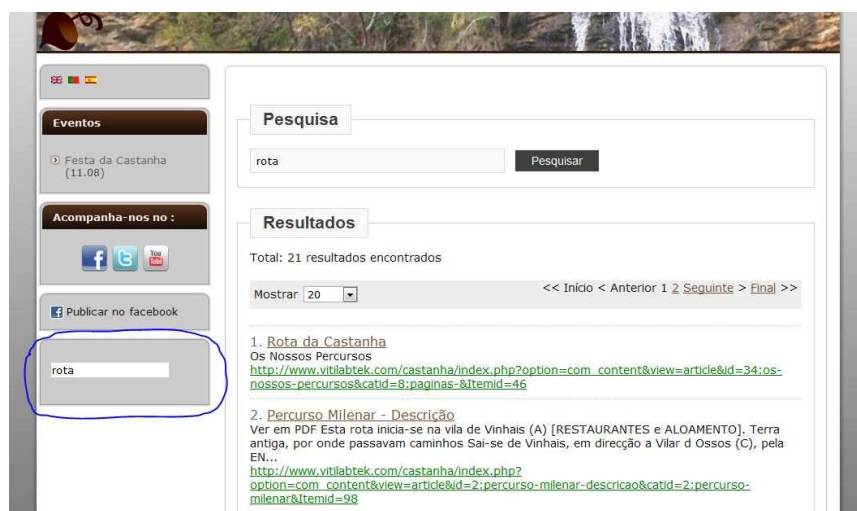 Eventos
Festa da Castanha
(11.08)
Acompanha-nos no :
You
Tube
Publicar no facebook
rota
Pesquisa
rota Pesquisar
Resultados
Total: 21 resultados encontrados
Mostrar 20 << Início < Anterior 1 2 Seguinte > Final >>
1. Rota da Castanha
Os Nossos Percursos
http://www.vitilabtek.com/castanha/index.php?option=com_content&view=article&id=34:os-
nossos-percursos&catid=8:paginas-&Itemid=46
2. Percurso Milenar - Descrição
Ver em PDF Esta rota inicia-se na vila de Vinhais (A) [RESTAURANTES e ALOAMENTO]. Terra
antiga, por onde passavam caminhos Sai-se de Vinhais, em direcção a Vilar d Ossos (C), pela
EN...
http://www.vitilabtek.com/castanha/index.php?
option=com_content&view=article&id=2:percurso-milenar-descricao&catid=2:percurso-
milenar&Itemid=98